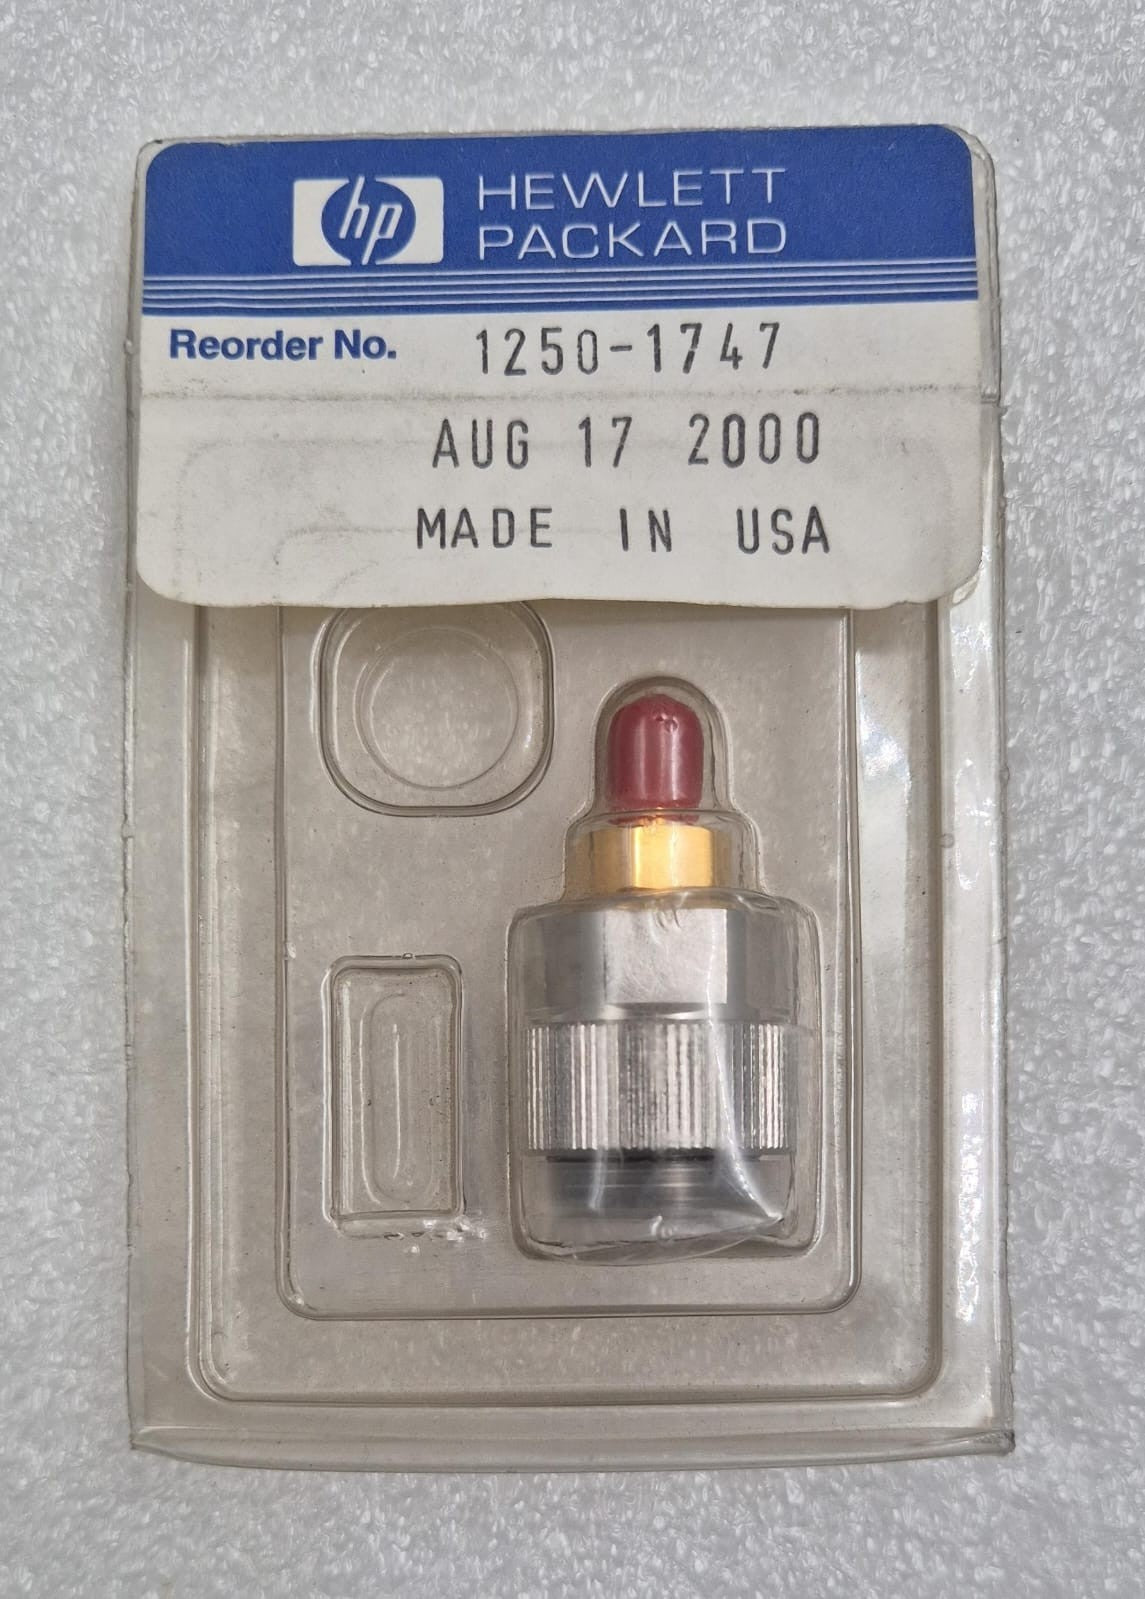 hp HEWLETT
PACKARD
Reorder No. 1250-1747
AUG 17 2000
MADE IN USA